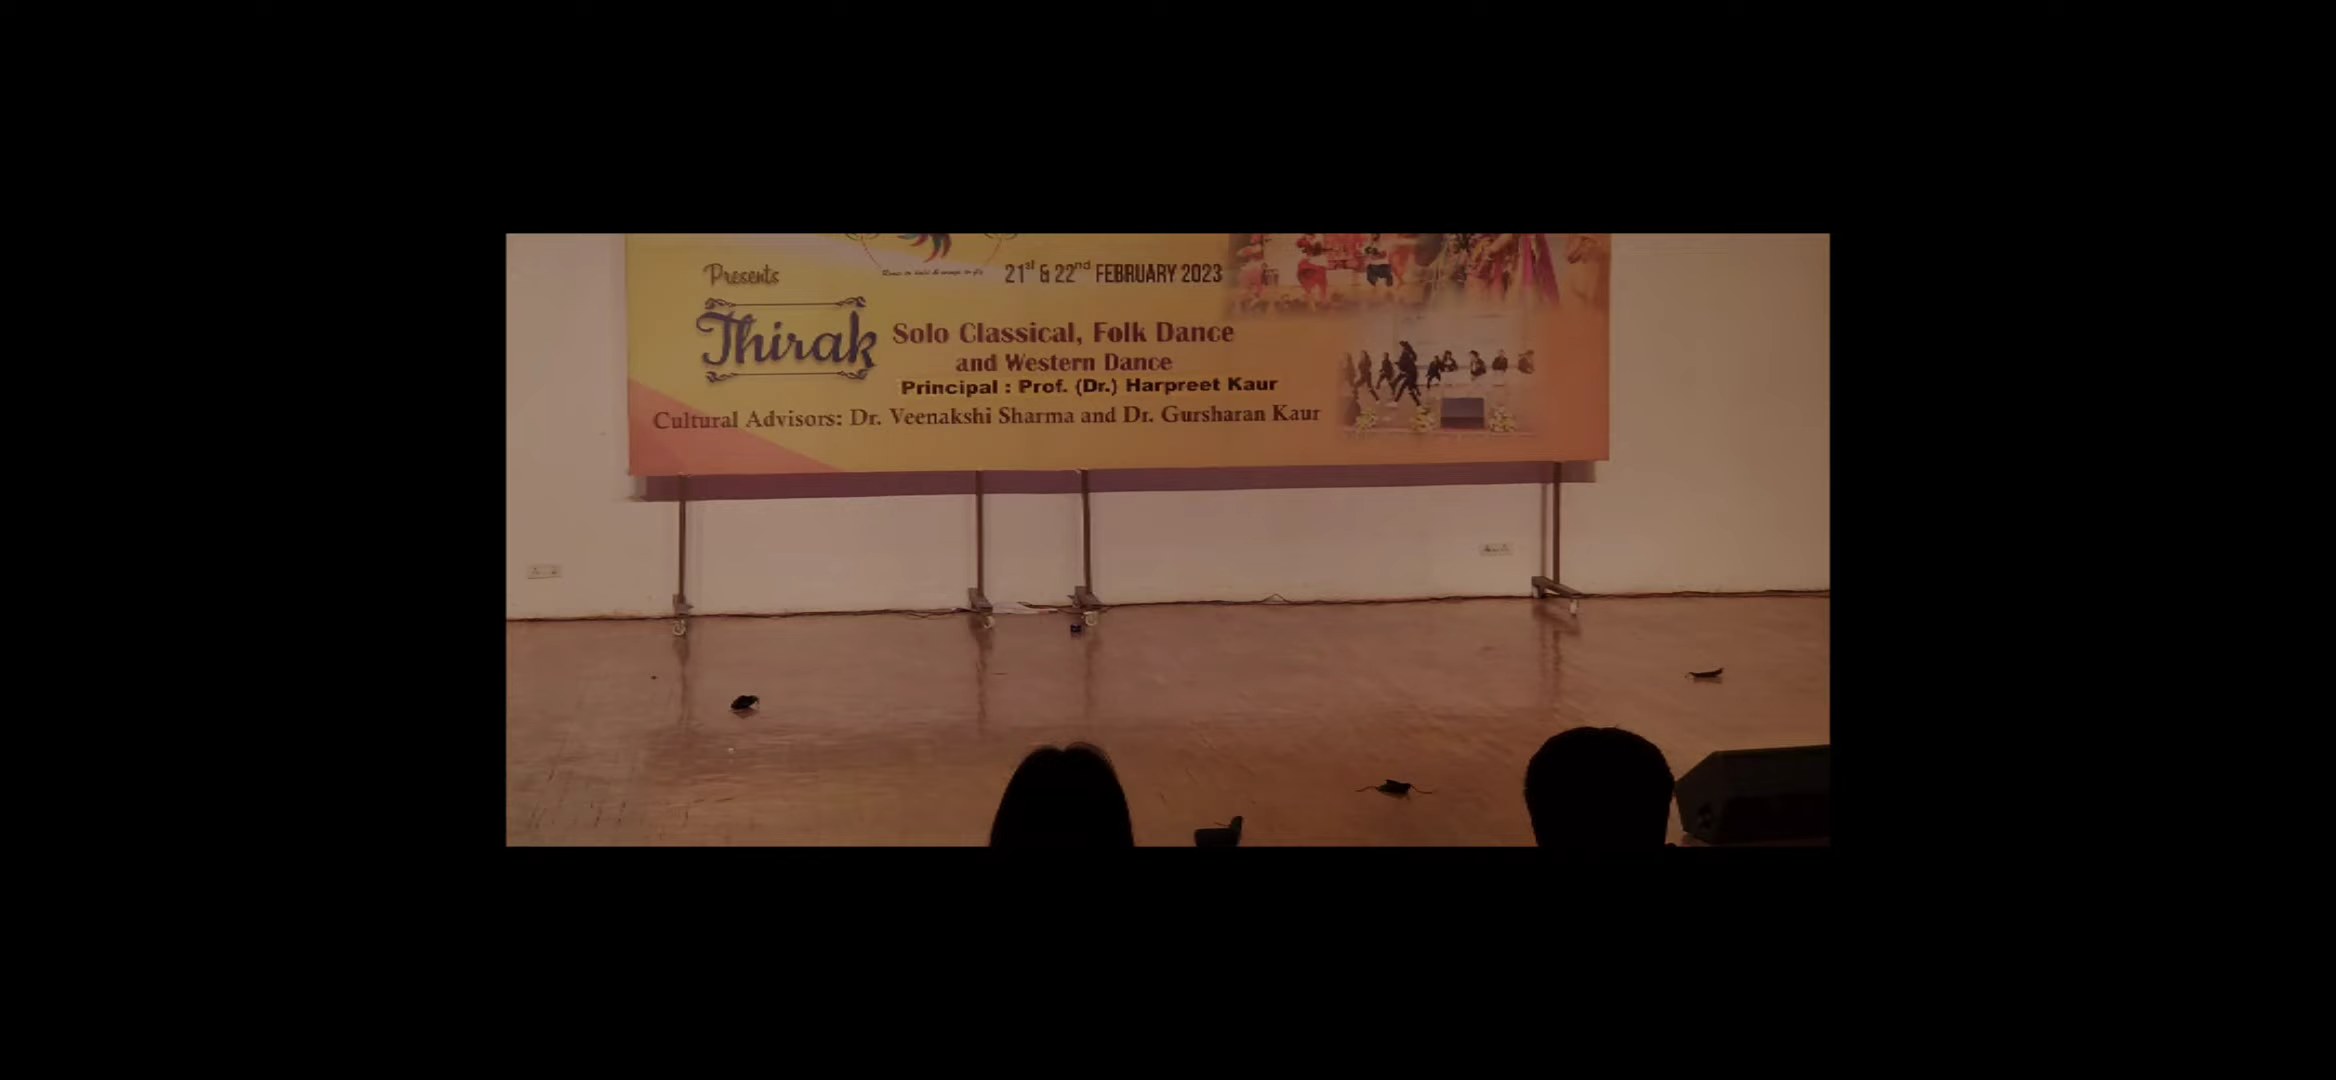 Presents
21st & 22nd FEBRUARY 2023
Thirak
Solo Classical, Folk Dance
and Western Dance
Principal : Prof. (Dr.) Harpreet Kaur
Cultural Advisors: Dr. Veenakshi Sharma and Dr. Gursharan Kaur